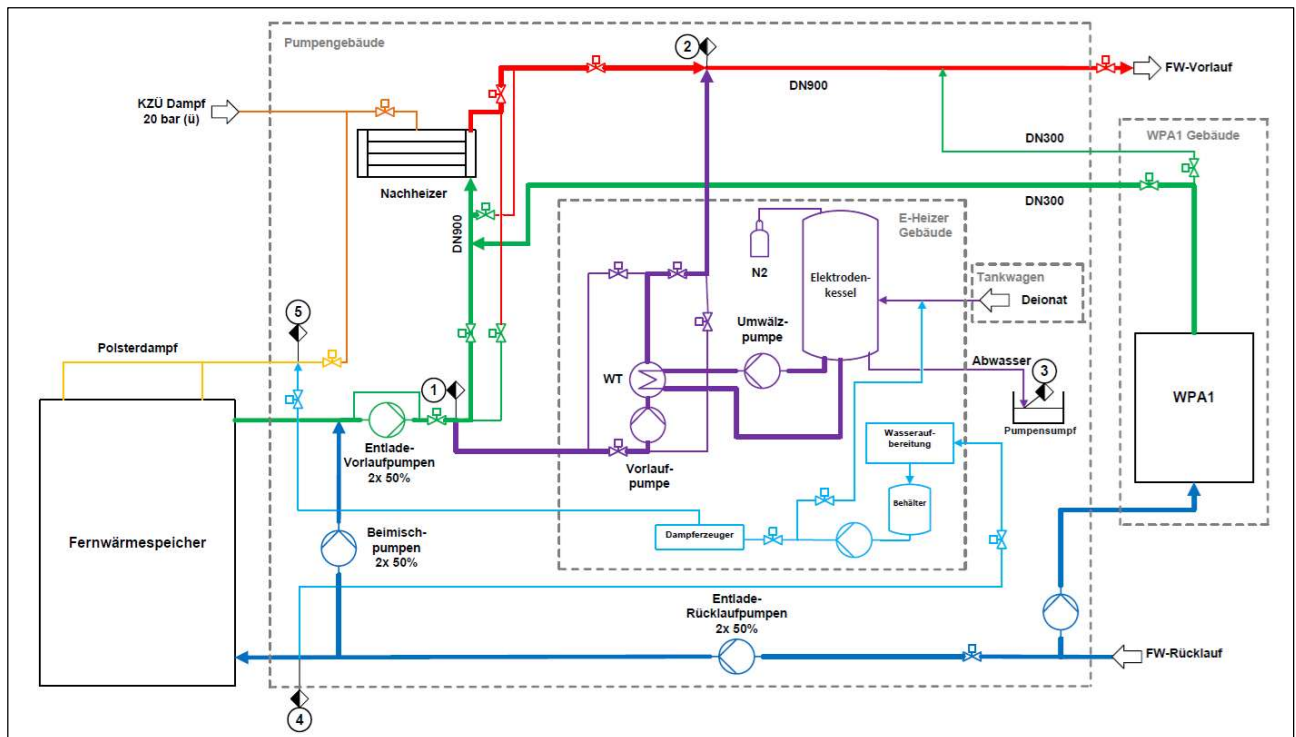 Pumpengebäude
2
FW-Vorlauf
DN900
KZÜ Dampf
20 bar (ü)
WPA1 Gebäude
DN300
Nachheizer
DN300
E-Heizer
Gebäude
DN900
N2
Elektroden-
kessel
Tankwagen
Deionat
5
Umwälz-
pumpe
Polsterdampf
Abwasser
WT
3
1
WPA1
Pumpensumpf
Entlade-
Vorlaufpumpen
2x 50%
Wasserauf-
bereitung
Vorlauf-
pumpe
Behälter
Fernwärmespeicher
Beimisch-
pumpen
2x 50%
Dampferzeuger
Entlade-
Rücklaufpumpen
2x 50%
FW-Rücklauf
4